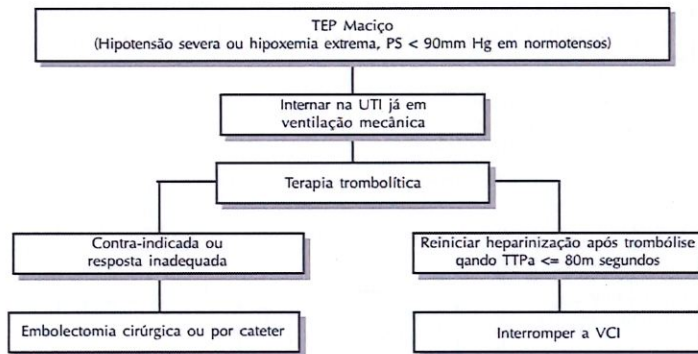 TEP Maciço
(Hipotensão severa ou hipoxemia extrema, PS < 90mm Hg em normotensos)
Internar na UTI já em
ventilação mecânica
Terapia trombolítica
Contra-indicada ou
resposta inadequada
Reiniciar heparinização após trombólise
qando TTPa <= 80m segundos
Embolectomia cirúrgica ou por cateter
Interromper a VCI